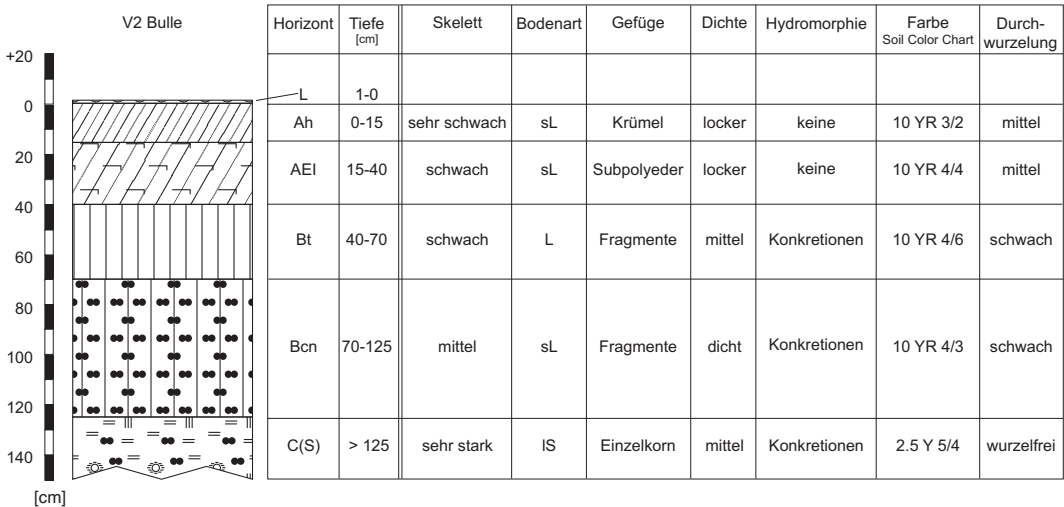 V2 Bulle
Horizont Tiefe [cm] Skelett Bodenart Gefüge Dichte Hydromorphie Farbe Soil Color Chart Durch-wurzelung
L 1-0
Ah 0-15 sehr schwach sL Krümel locker keine 10 YR 3/2 mittel
AEl 15-40 schwach sL Subpolyeder locker keine 10 YR 4/4 mittel
Bt 40-70 schwach L Fragmente mittel Konkretionen 10 YR 4/6 schwach
Bcn 70-125 mittel sL Fragmente dicht Konkretionen 10 YR 4/3 schwach
C(S) > 125 sehr stark lS Einzelkorn mittel Konkretionen 2.5 Y 5/4 wurzelfrei
+20
0
20
40
60
80
100
120
140
[cm]